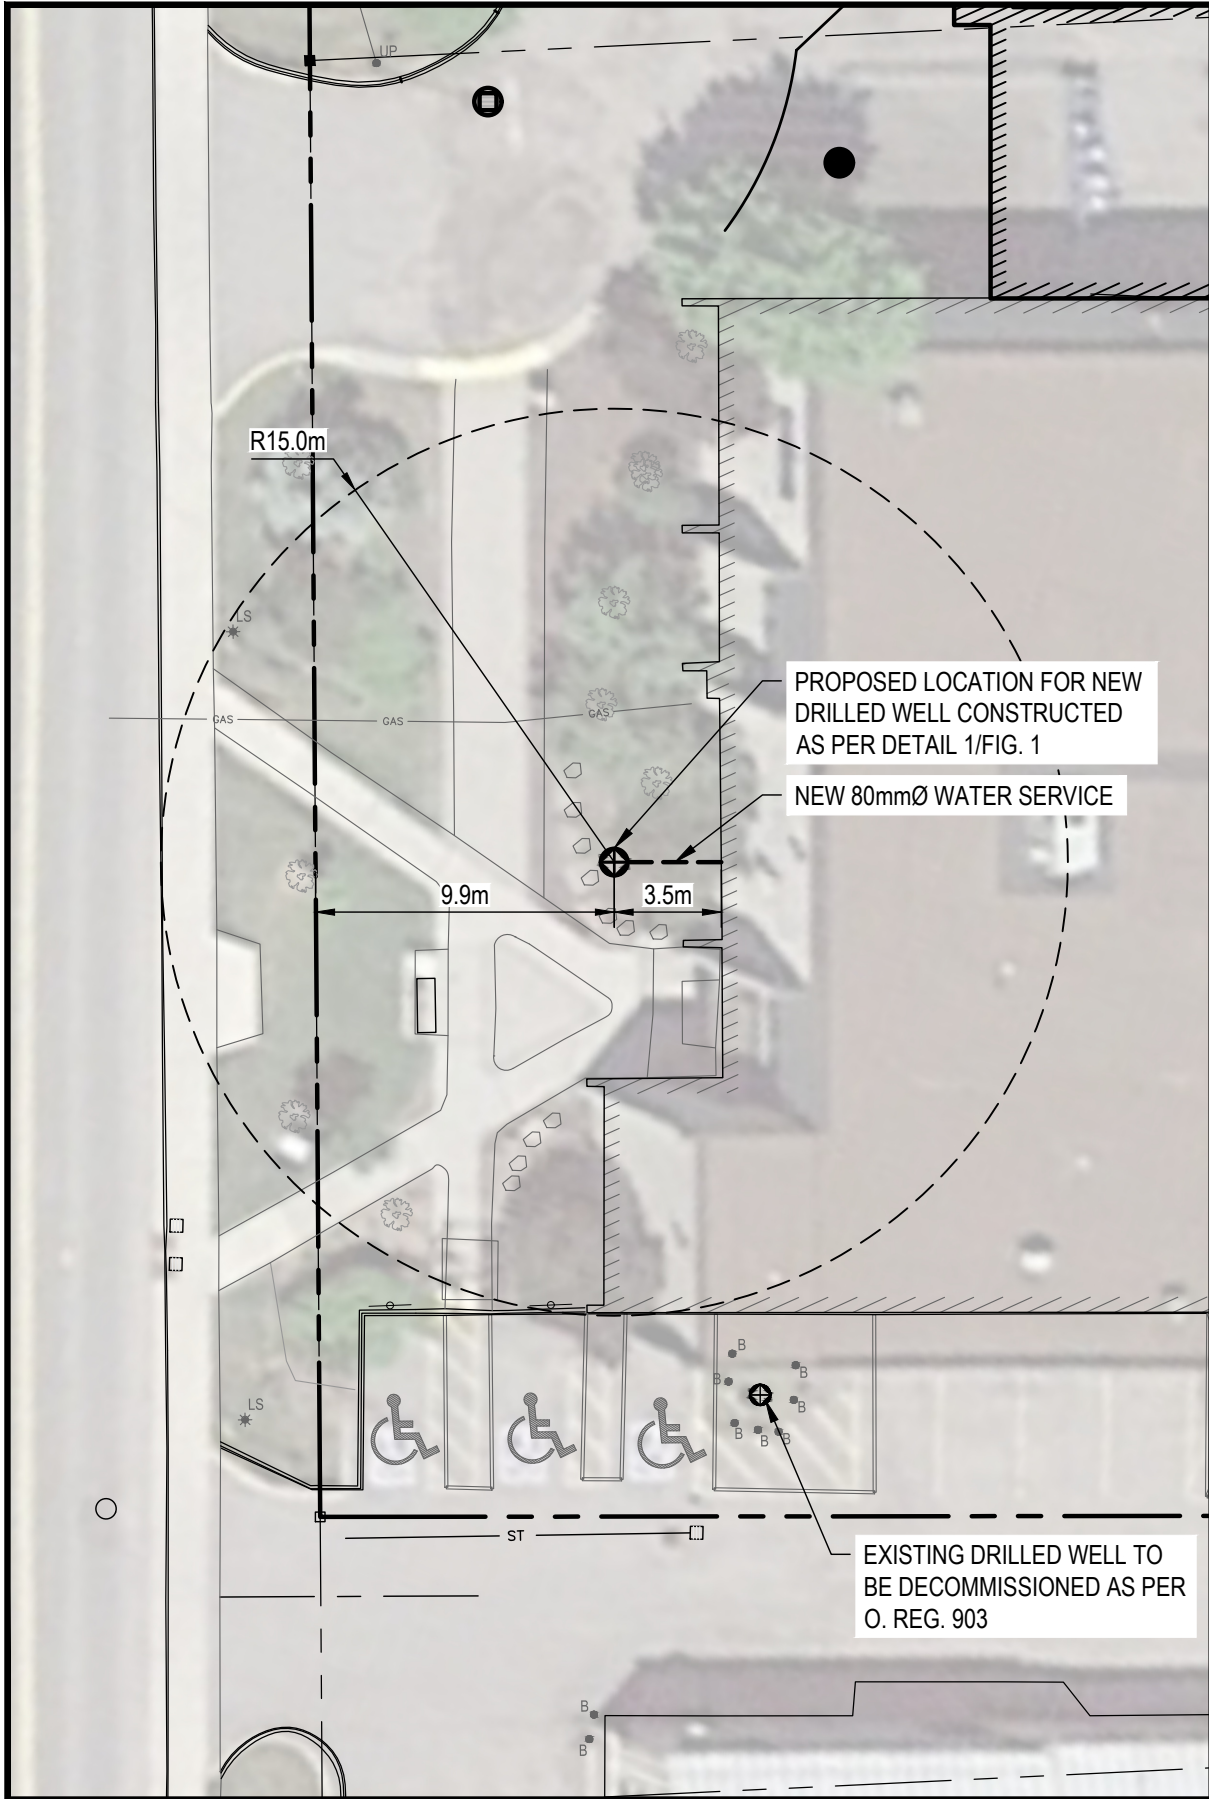 UP
R15.0m
LS
PROPOSED LOCATION FOR NEW
DRILLED WELL CONSTRUCTED
AS PER DETAIL 1/FIG. 1
GAS
GAS
GAS
NEW 80mmØ WATER SERVICE
9.9m
3.5m
B
B
B
B
B
B
B
LS
ST
EXISTING DRILLED WELL TO
BE DECOMMISSIONED AS PER
O. REG. 903
B
B